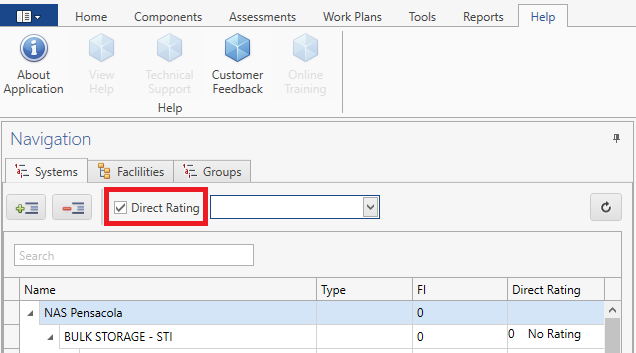 Home Components Assessments Work Plans Tools Reports Help
About Application View Help Technical Support Customer Feedback Online Training
Help
Navigation
Systems Facililities Groups
Direct Rating
Search
Name Type FI Direct Rating
NAS Pensacola 0
BULK STORAGE - STI 0 0 No Rating